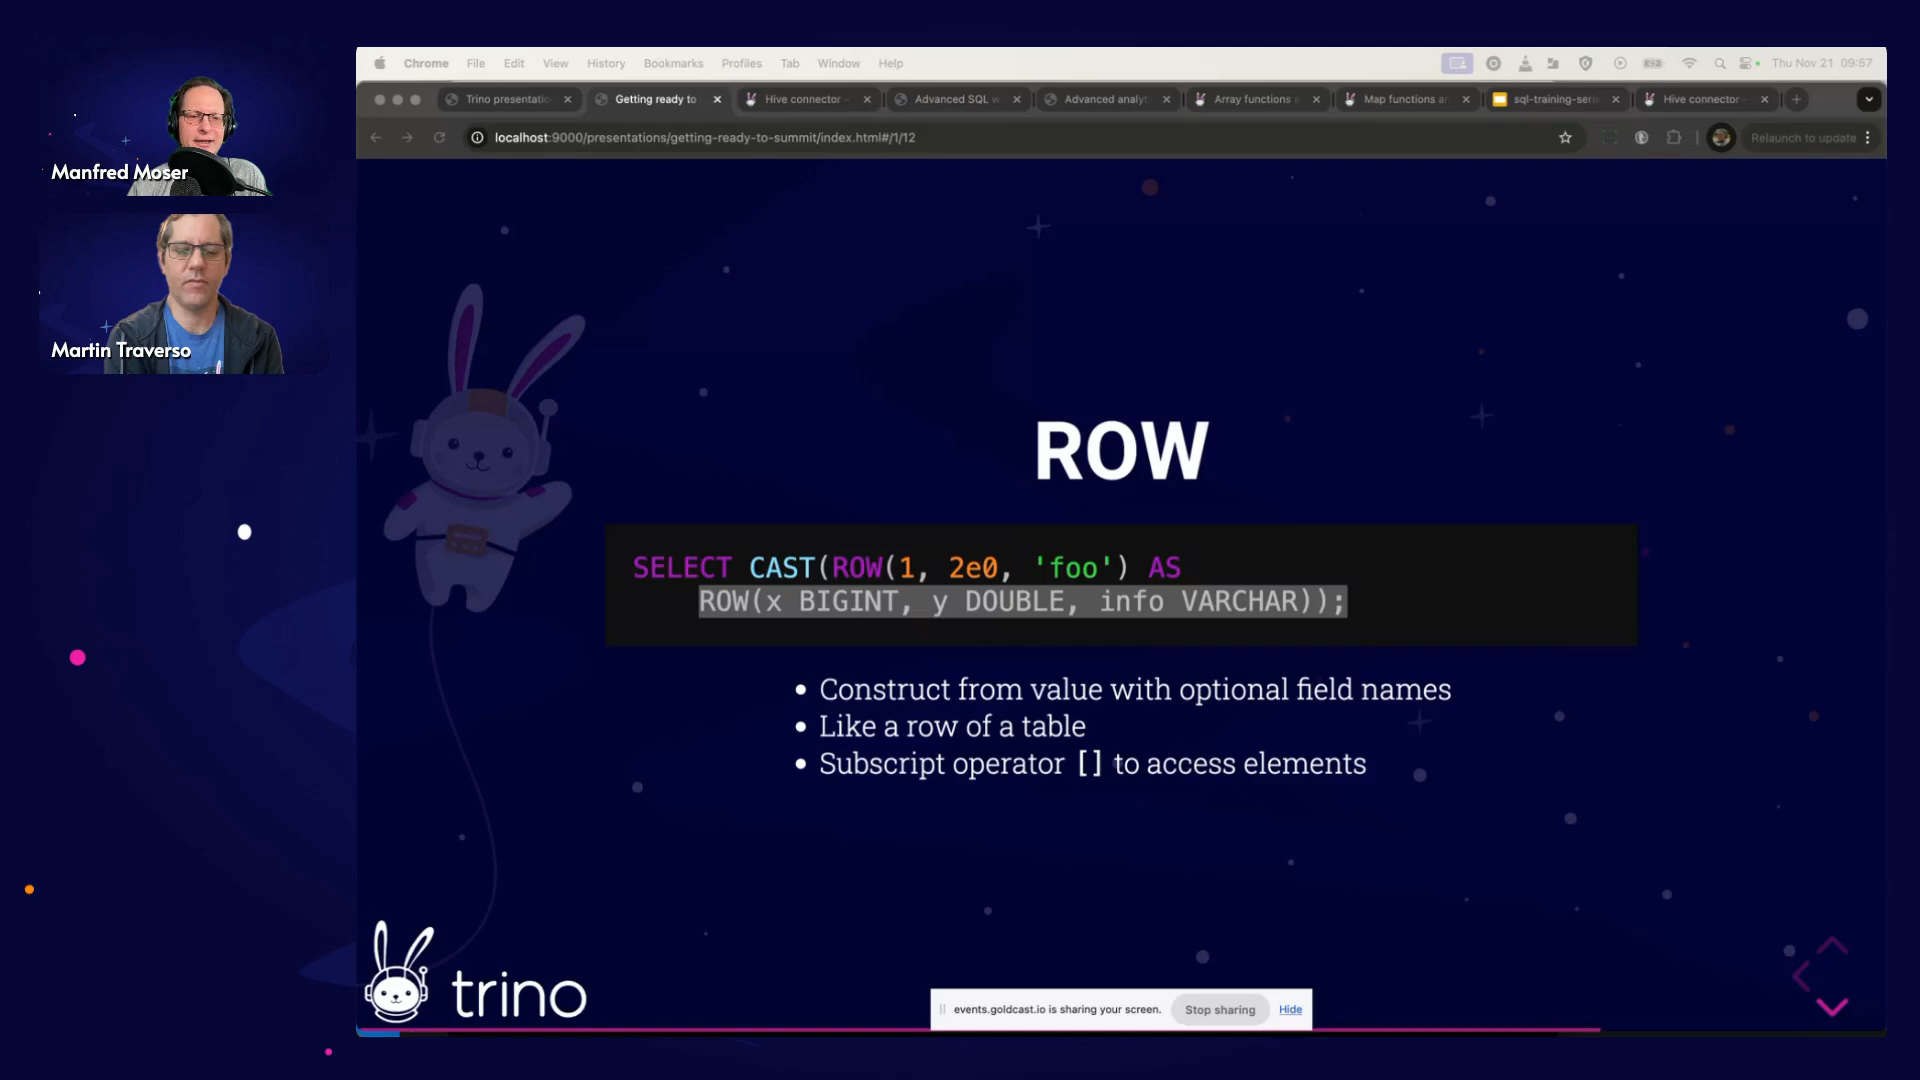 Manfred Moser
Martin Traverso
Chrome File Edit View History Bookmarks Profiles Tab Window Help
Thu Nov 21 09:57
Trino presentatio
Getting ready to
Hive connector -
Advanced SQL w
Advanced analyt
Array functions a
Map functions an
sql-training-serie
Hive connector -
localhost:9000/presentations/getting-ready-to-summit/index.html#/1/12
Relaunch to update
ROW
SELECT CAST(ROW(1, 2e0, 'foo') AS
ROW(x BIGINT, y DOUBLE, info VARCHAR));
• Construct from value with optional field names
• Like a row of a table
• Subscript operator [] to access elements
trino
events.goldcast.io is sharing your screen.
Stop sharing
Hide